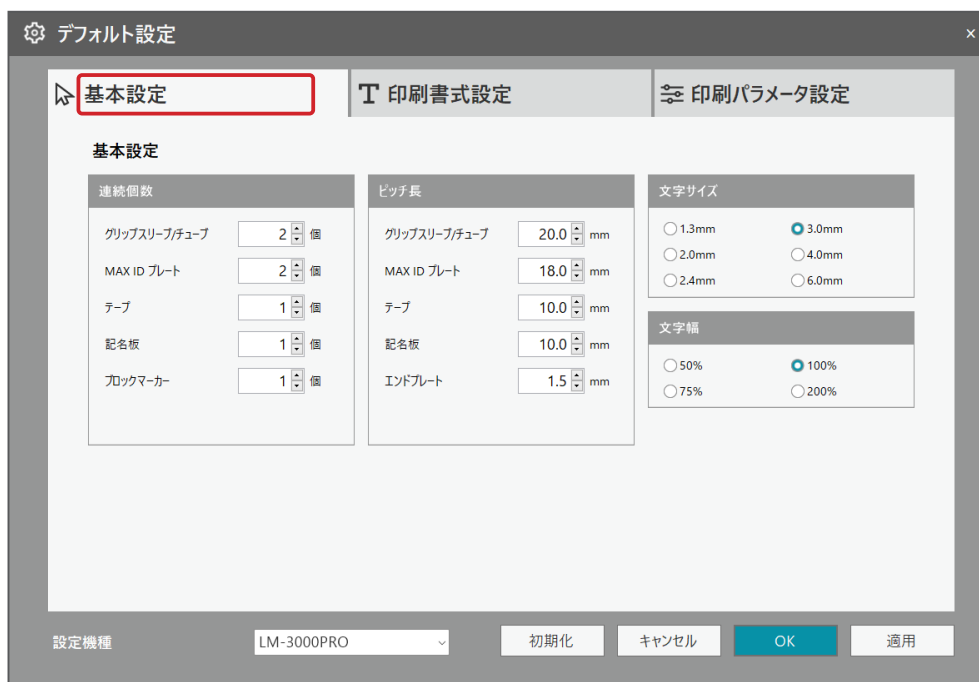 デフォルト設定
×
基本設定
印刷書式設定
印刷パラメータ設定
基本設定
連続個数
グリップスリーブ/チューブ 2 個
MAX ID プレート 2 個
テープ 1 個
記名板 1 個
ブロックマーカー 1 個
ピッチ長
グリップスリーブ/チューブ 20.0 mm
MAX ID プレート 18.0 mm
テープ 10.0 mm
記名板 10.0 mm
エンドプレート 1.5 mm
文字サイズ
1.3mm 3.0mm
2.0mm 4.0mm
2.4mm 6.0mm
文字幅
50% 100%
75% 200%
設定機種 LM-3000PRO 初期化 キャンセル OK 適用